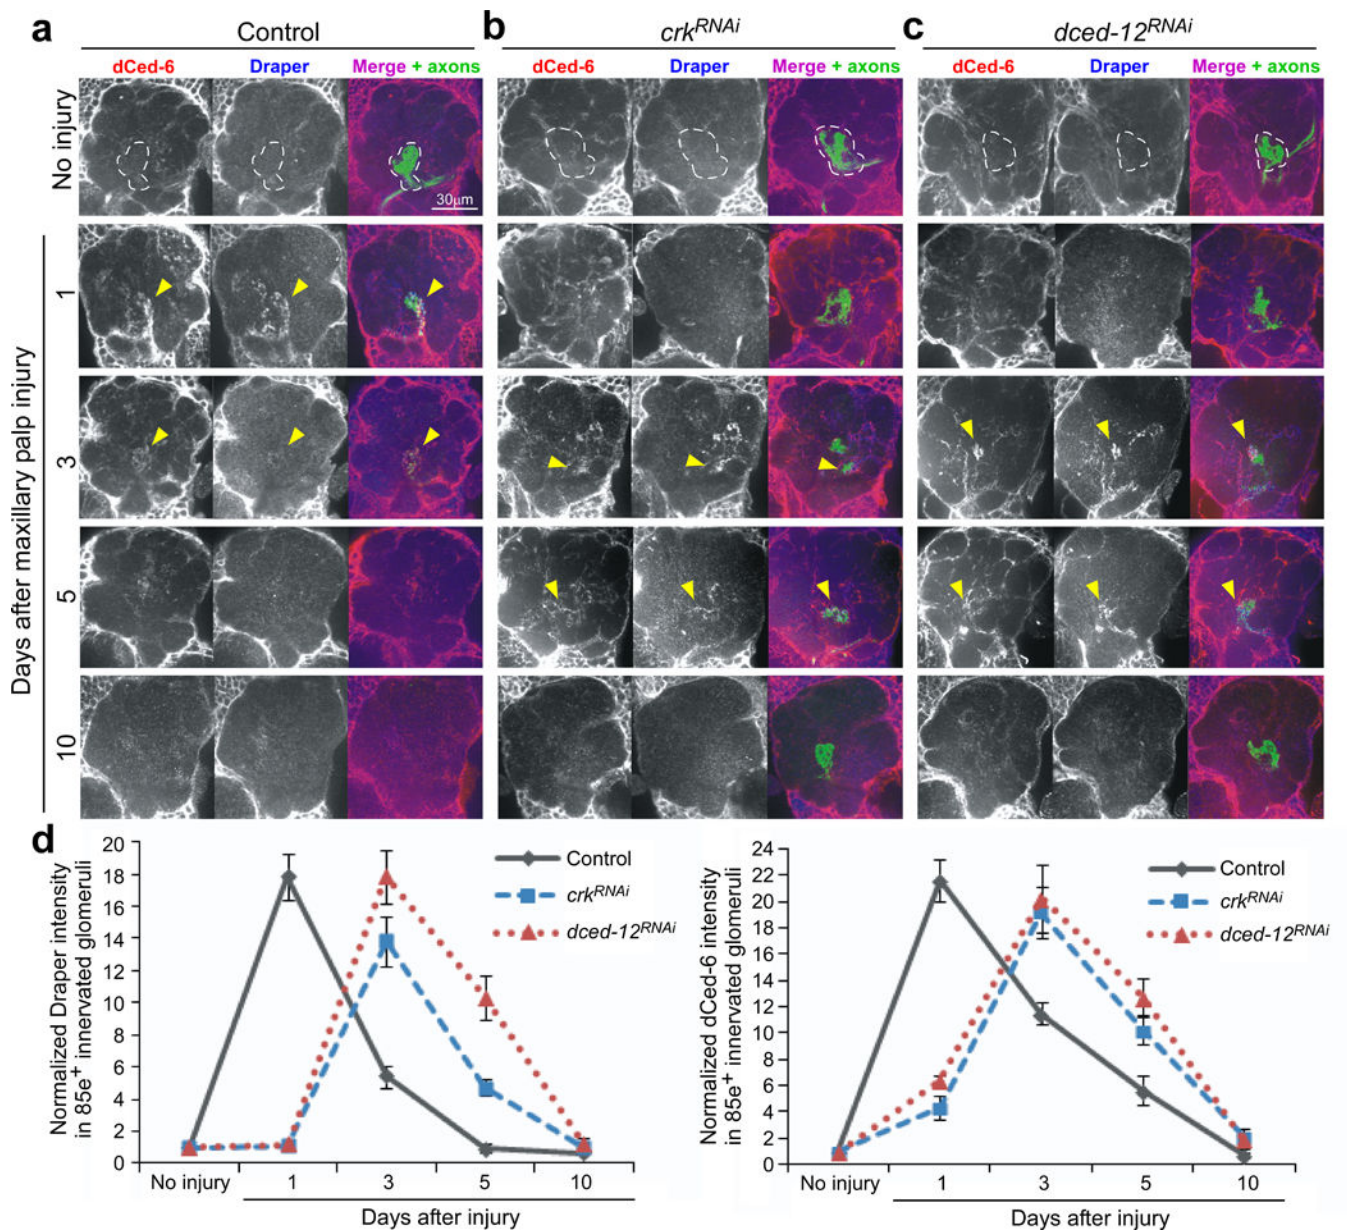 a Control
b crkRNAi
c dced-12RNAi
dCed-6 Draper Merge + axons
dCed-6 Draper Merge + axons
dCed-6 Draper Merge + axons
No injury
30μm
Days after maxillary palp injury
1
3
5
10
d
Normalized Draper intensity
in 85e+ innervated glomeruli
20
18
16
14
12
10
8
6
4
2
0
Control
crkRNAi
dced-12RNAi
No injury 1 3 5 10
Days after injury
Normalized dCed-6 intensity
in 85e+ innervated glomeruli
24
22
20
18
16
14
12
10
8
6
4
2
0
Control
crkRNAi
dced-12RNAi
No injury 1 3 5 10
Days after injury